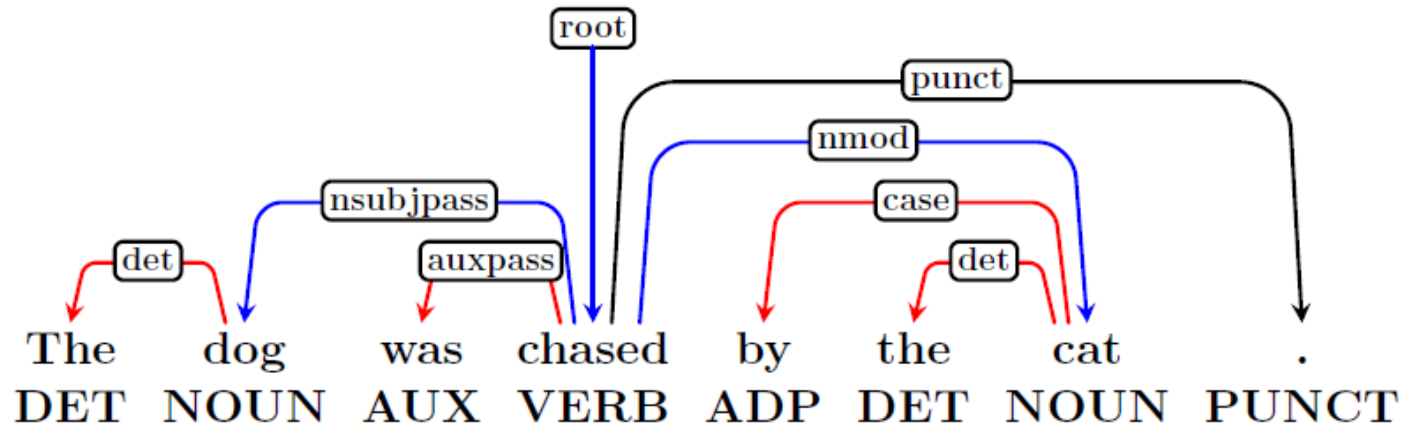 root
punct
nmod
nsubjpass case
det auxpass det
The dog was chased by the cat .
DET NOUN AUX VERB ADP DET NOUN PUNCT